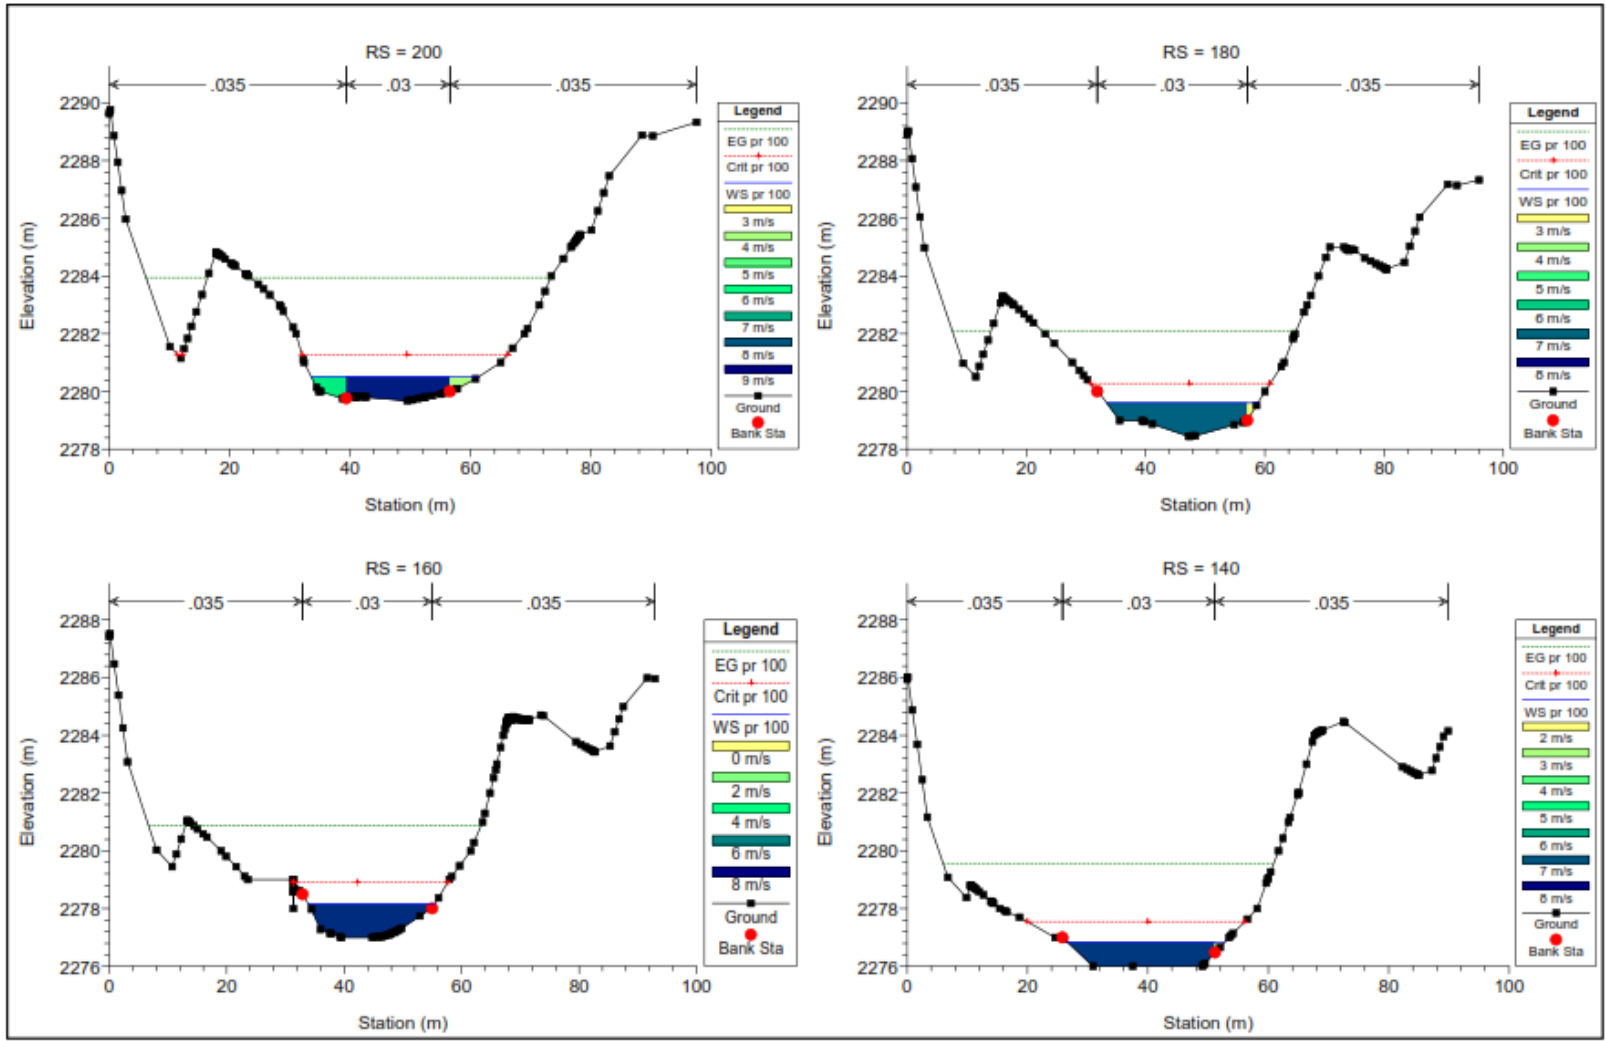 RS = 200
.035 .03 .035
2290
2288
2286
2284
2282
2280
2278
Elevation (m)
0 20 40 60 80 100
Station (m)
Legend
EG pr 100
Crit pr 100
WS pr 100
3 m/s
4 m/s
5 m/s
6 m/s
7 m/s
8 m/s
9 m/s
Ground
Bank Sta
RS = 180
.035 .03 .035
2290
2288
2286
2284
2282
2280
2278
Elevation (m)
0 20 40 60 80 100
Station (m)
Legend
EG pr 100
Crit pr 100
WS pr 100
3 m/s
4 m/s
5 m/s
6 m/s
7 m/s
8 m/s
Ground
Bank Sta
RS = 160
.035 .03 .035
2288
2286
2284
2282
2280
2278
2276
Elevation (m)
0 20 40 60 80 100
Station (m)
Legend
EG pr 100
Crit pr 100
WS pr 100
0 m/s
2 m/s
4 m/s
6 m/s
8 m/s
Ground
Bank Sta
RS = 140
.035 .03 .035
2288
2286
2284
2282
2280
2278
2276
Elevation (m)
0 20 40 60 80 100
Station (m)
Legend
EG pr 100
Crit pr 100
WS pr 100
2 m/s
3 m/s
4 m/s
5 m/s
6 m/s
7 m/s
8 m/s
Ground
Bank Sta